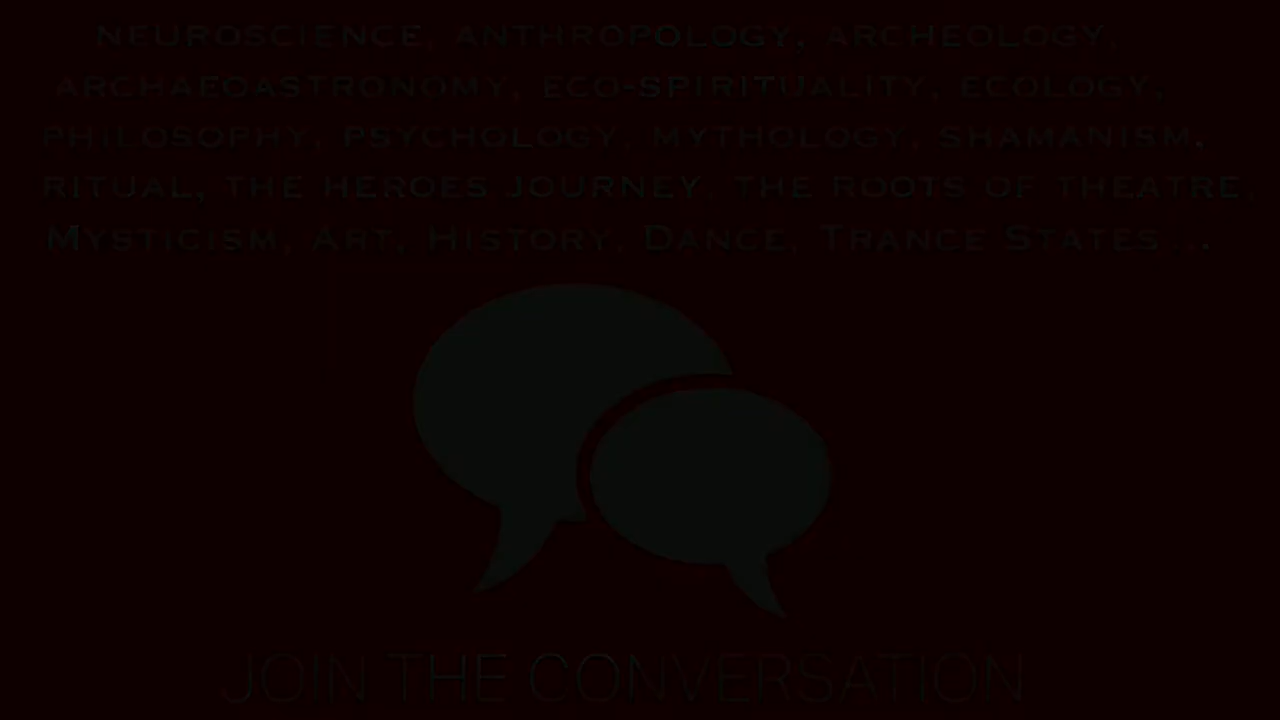 NEUROSCIENCE, ANTHROPOLOGY, ARCHEOLOGY,
ARCHAEOASTRONOMY, ECO-SPIRITUALITY, ECOLOGY,
PHILOSOPHY, PSYCHOLOGY, MYTHOLOGY, SHAMANISM,
RITUAL, THE HEROES JOURNEY, THE ROOTS OF THEATRE,
MYSTICISM, ART, HISTORY, DANCE, TRANCE STATES...
JOIN THE CONVERSATION